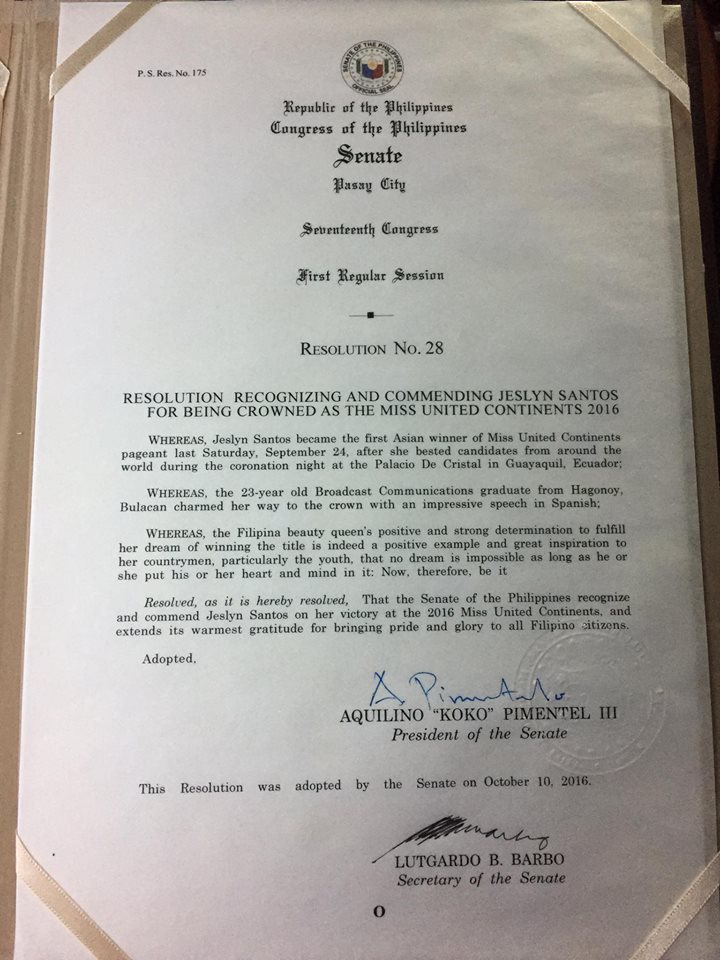 P. S. Res. No. 175
SENATE OF THE PHILIPPINES
OFFICIAL SEAL
Republic of the Philippines
Congress of the Philippines
Senate
Pasay City
Seventeenth Congress
First Regular Session
RESOLUTION NO. 28
RESOLUTION RECOGNIZING AND COMMENDING JESLYN SANTOS
FOR BEING CROWNED AS THE MISS UNITED CONTINENTS 2016
WHEREAS, Jeslyn Santos became the first Asian winner of Miss United Continents
pageant last Saturday, September 24, after she bested candidates from around the
world during the coronation night at the Palacio De Cristal in Guayaquil, Ecuador;
WHEREAS, the 23-year old Broadcast Communications graduate from Hagonoy,
Bulacan charmed her way to the crown with an impressive speech in Spanish;
WHEREAS, the Filipina beauty queen's positive and strong determination to fulfill
her dream of winning the title is indeed a positive example and great inspiration to
her countrymen, particularly the youth, that no dream is impossible as long as he or
she put his or her heart and mind in it: Now, therefore, be it
Resolved, as it is hereby resolved, That the Senate of the Philippines recognize
and commend Jeslyn Santos on her victory at the 2016 Miss United Continents, and
extends its warmest gratitude for bringing pride and glory to all Filipino citizens.
Adopted,
AQUILINO "KOKO" PIMENTEL III
President of the Senate
This Resolution was adopted by the Senate on October 10, 2016.
LUTGARDO B. BARBO
Secretary of the Senate
O